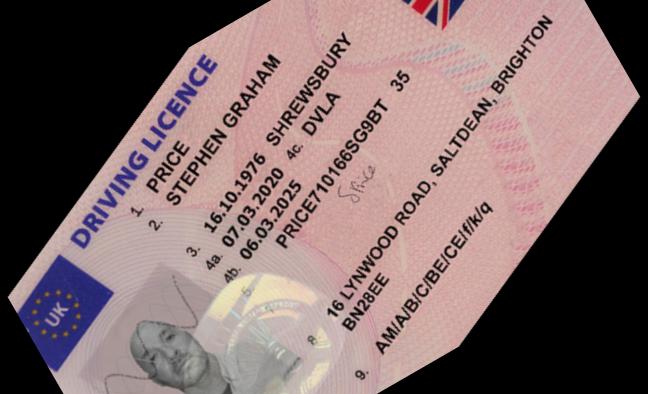 DRIVING LICENCE
UK
1. PRICE
2. STEPHEN GRAHAM
3. 16.10.1976 SHREWSBURY
4a. 07.03.2020 4c. DVLA
4b. 06.03.2025
5. PRICE710166SG9BT 35
SPrice
8. 16 LYNWOOD ROAD, SALTDEAN, BRIGHTON
BN28EE
9. AM/A/B/C/BE/CE/f/k/q